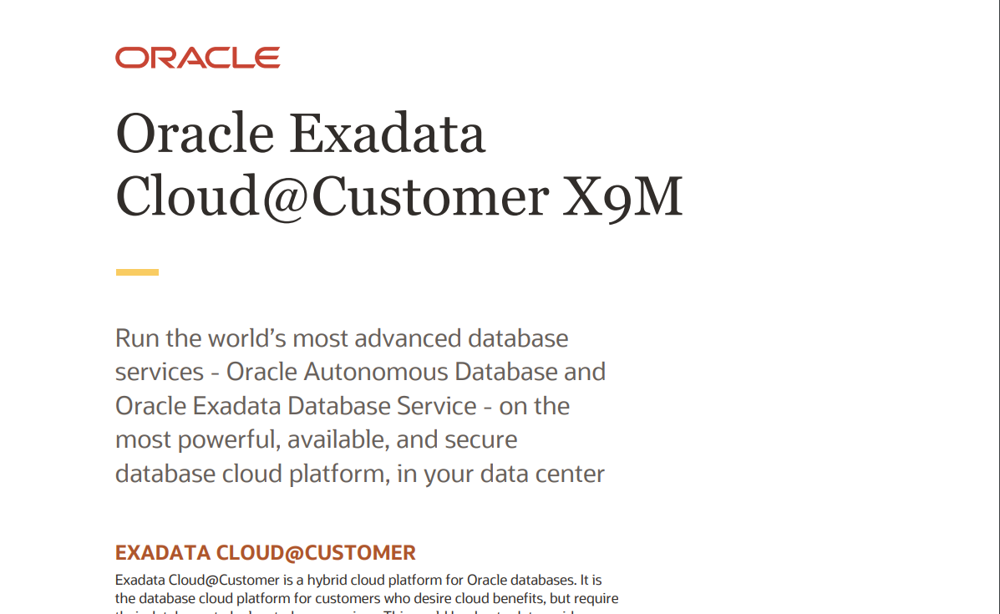 ORACLE
Oracle Exadata
Cloud@Customer X9M
Run the world’s most advanced database
services - Oracle Autonomous Database and
Oracle Exadata Database Service - on the
most powerful, available, and secure
database cloud platform, in your data center
EXADATA CLOUD@CUSTOMER
Exadata Cloud@Customer is a hybrid cloud platform for Oracle databases. It is
the database cloud platform for customers who desire cloud benefits, but require